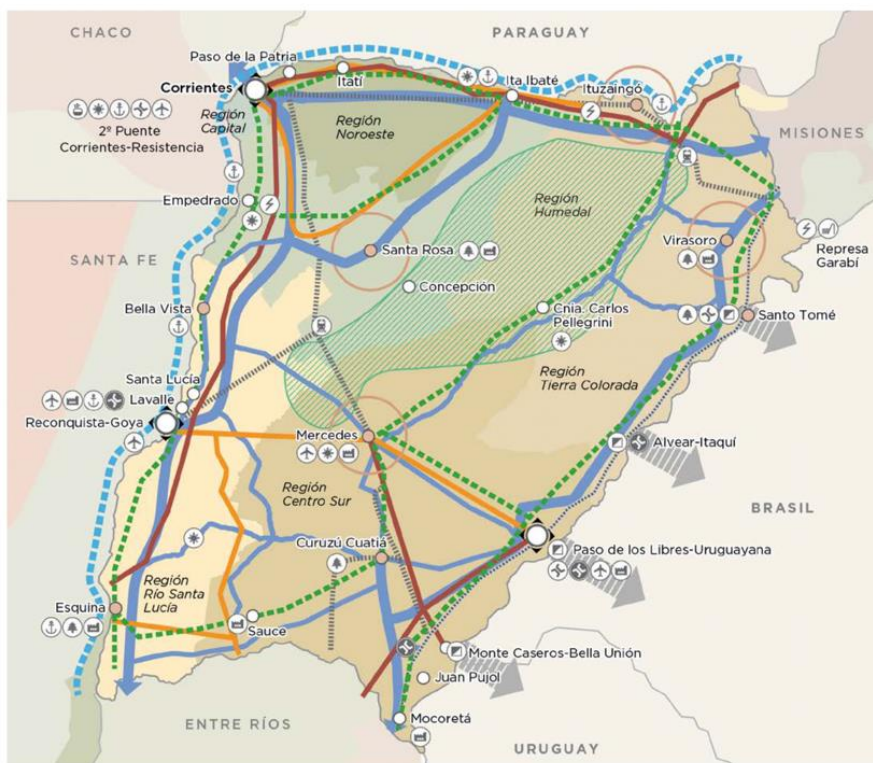 CHACO
PARAGUAY
Paso de la Patria
Corrientes
Itatí
Ita Ibaté
Ituzaingó
Región
Capital
Región
Noroeste
2º Puente
Corrientes-Resistencia
MISIONES
Empedrado
Región
Humedal
Virasoro
Represa
Garabí
SANTA FE
Santa Rosa
Concepción
Bella Vista
Cnia. Carlos
Pellegrini
Santo Tomé
Santa Lucía
Lavalle
Reconquista-Goya
Región
Tierra Colorada
Mercedes
Alvear-Itaquí
Región
Centro Sur
BRASIL
Curuzú Cuatiá
Paso de los Libres-Uruguayana
Región
Río Santa
Lucía
Esquina
Sauce
Monte Caseros-Bella Unión
Juan Pujol
Mocoretá
ENTRE RÍOS
URUGUAY